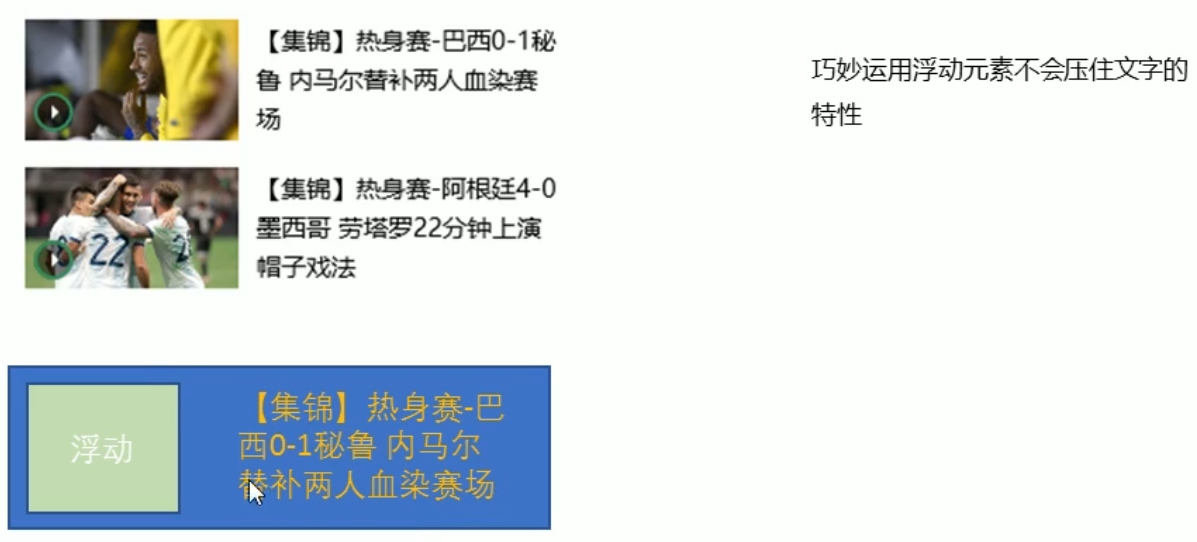 【集锦】热身赛-巴西0-1秘
鲁 内马尔替补两人血染赛
场
巧妙运用浮动元素不会压住文字的
特性
22
【集锦】热身赛-阿根廷4-0
墨西哥 劳塔罗22分钟上演
帽子戏法
浮动
【集锦】热身赛-巴
西0-1秘鲁 内马尔
替补两人血染赛场